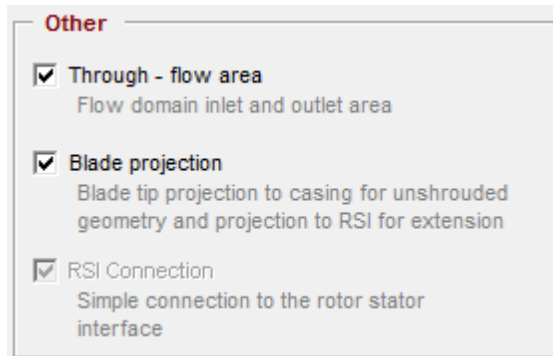 Other
Through - flow area
Flow domain inlet and outlet area
Blade projection
Blade tip projection to casing for unshrouded
geometry and projection to RSI for extension
RSI Connection
Simple connection to the rotor stator
interface